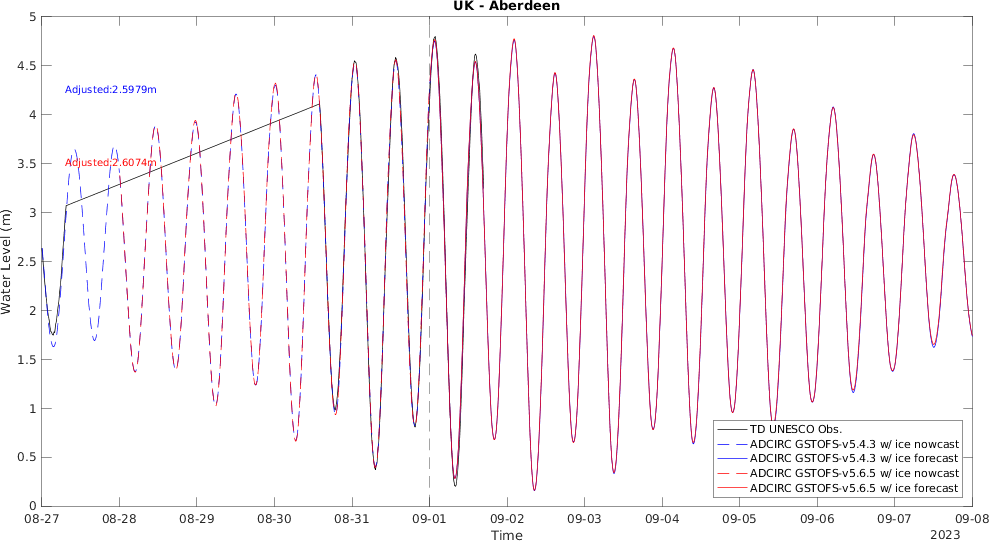 UK - Aberdeen
5
4.5
4
3.5
3
2.5
2
1.5
1
0.5
0
Water Level (m)
Adjusted:2.5979m
Adjusted:2.6074m
TD UNESCO Obs.
ADCIRC GSTOFS-v5.4.3 w/ ice nowcast
ADCIRC GSTOFS-v5.4.3 w/ ice forecast
ADCIRC GSTOFS-v5.6.5 w/ ice nowcast
ADCIRC GSTOFS-v5.6.5 w/ ice forecast
08-27 08-28 08-29 08-30 08-31 09-01 09-02 09-03 09-04 09-05 09-06 09-07 09-08
Time
2023